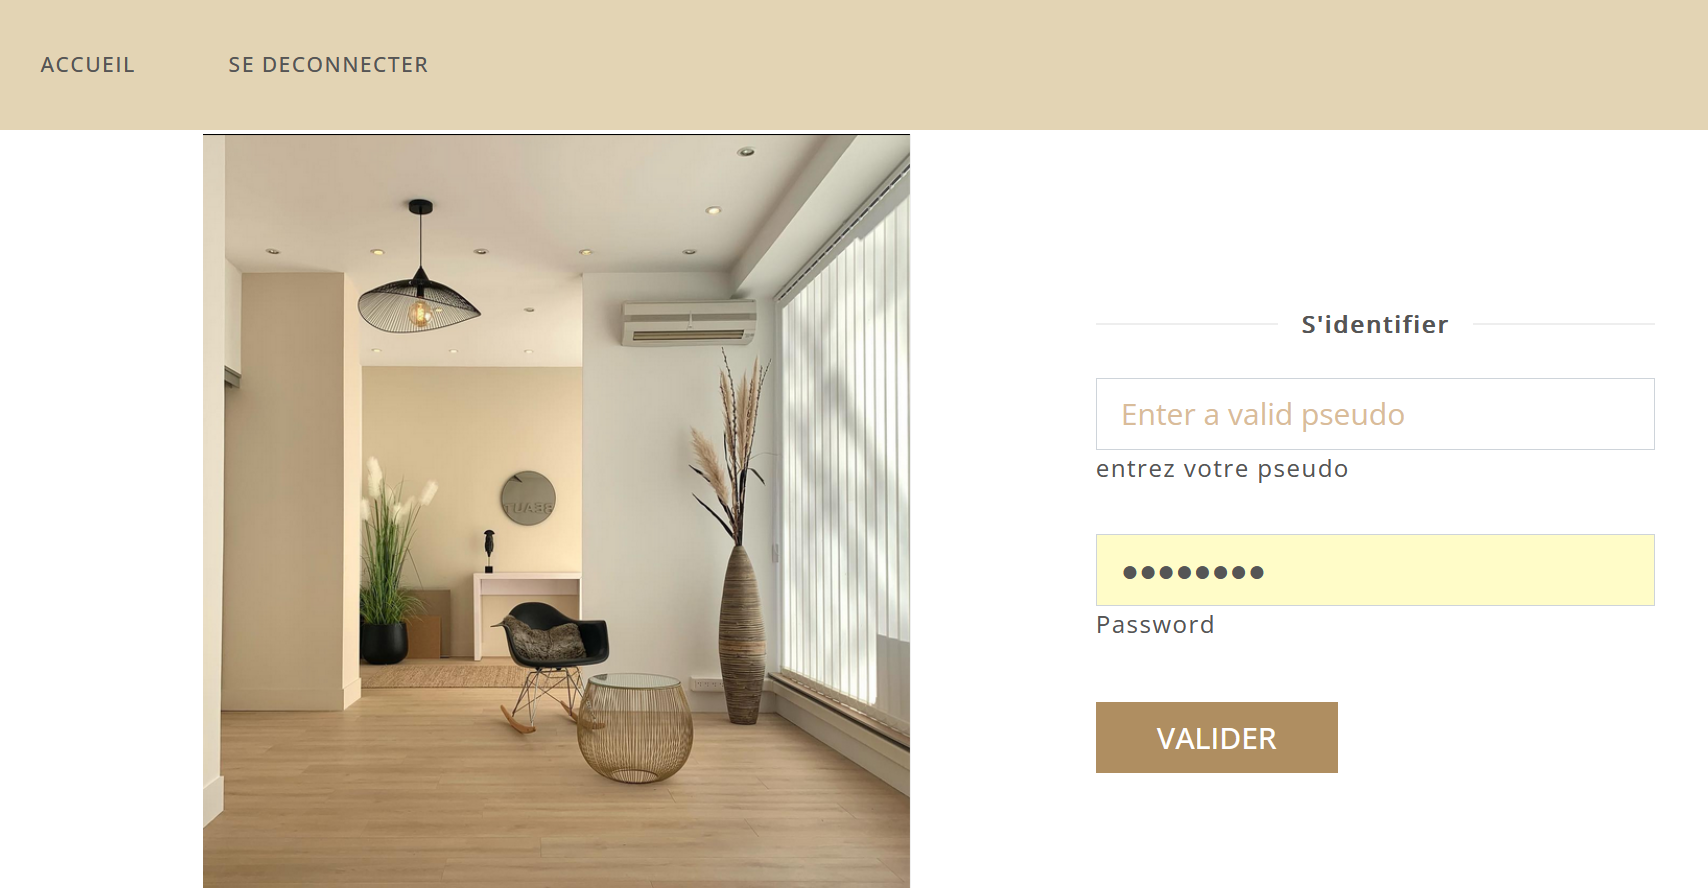 ACCUEIL SE DECONNECTER
S'identifier
Enter a valid pseudo
entrez votre pseudo
••••••••
Password
VALIDER